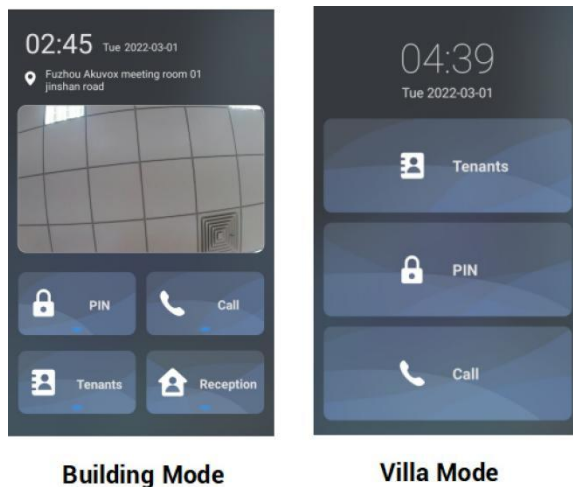 02:45 Tue 2022-03-01
Fuzhou Akuvox meeting room 01
jinshan road
PIN
Call
Tenants
Reception
Building Mode
04:39
Tue 2022-03-01
Tenants
PIN
Call
Villa Mode